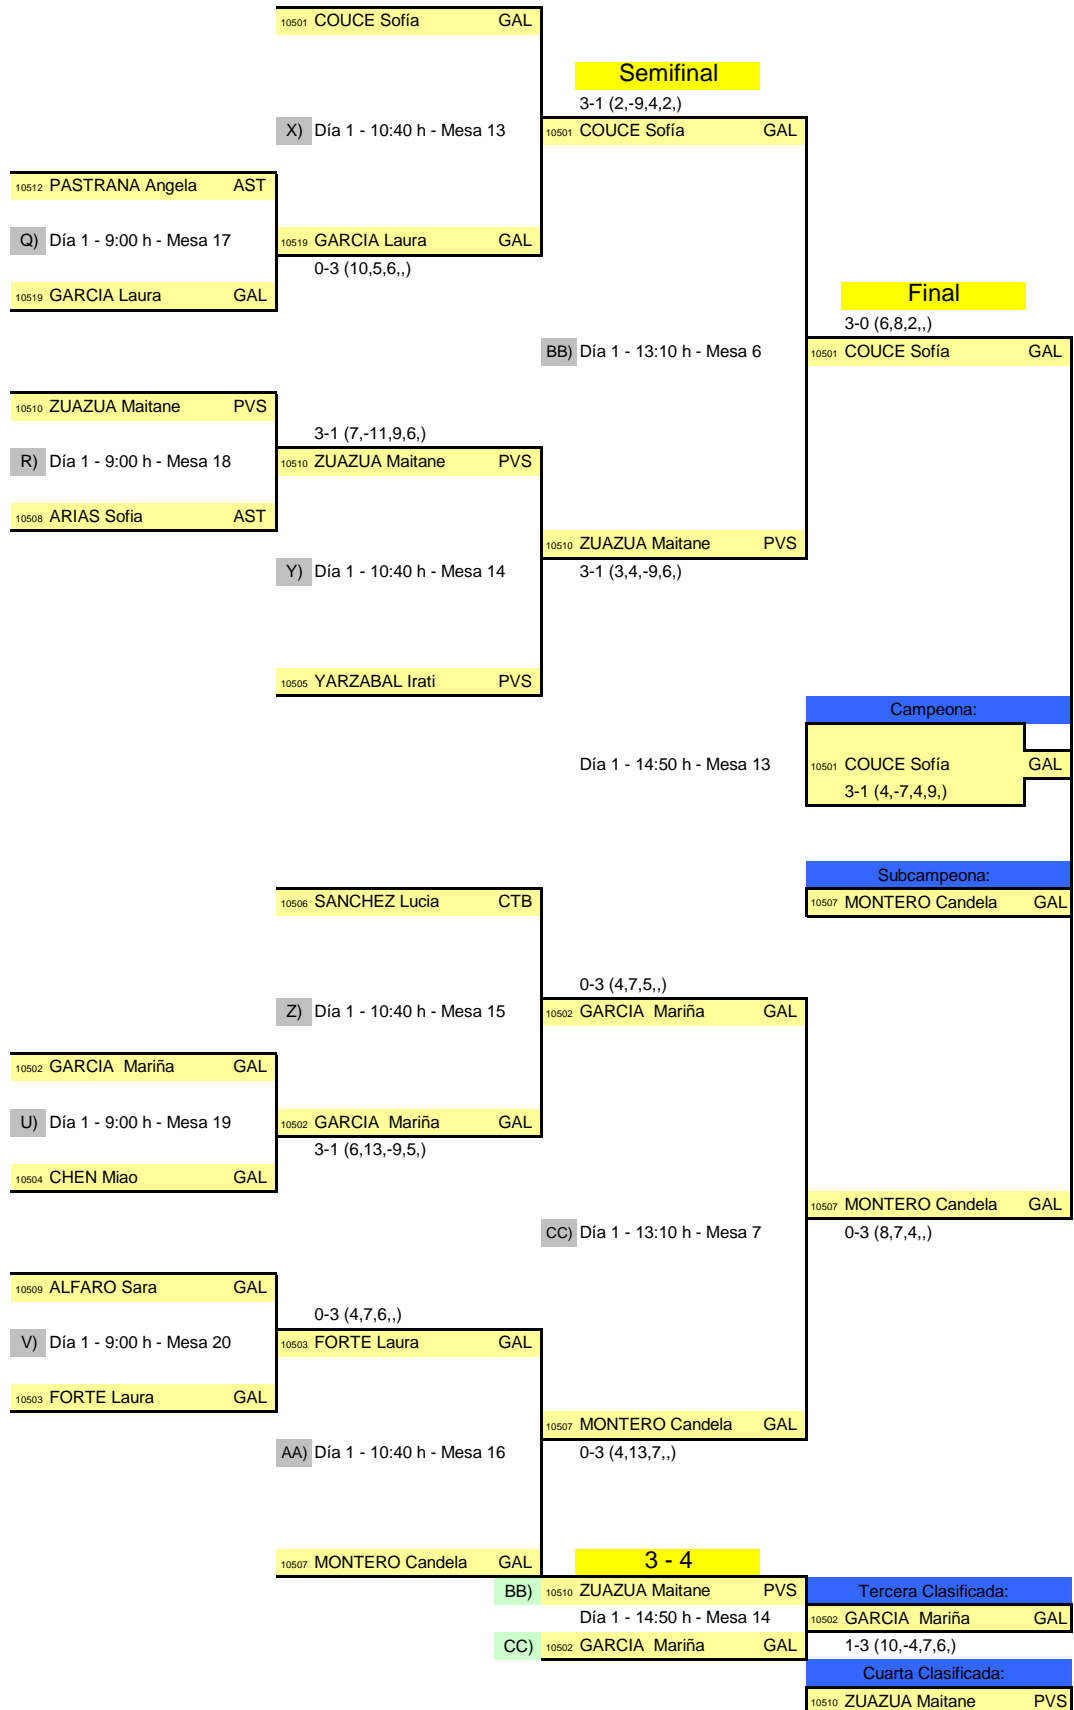 10501 COUCE Sofía GAL
Semifinal
3-1 (2,-9,4,2,)
X) Día 1 - 10:40 h - Mesa 13
10501 COUCE Sofía GAL
10512 PASTRANA Angela AST
Q) Día 1 - 9:00 h - Mesa 17
10519 GARCIA Laura GAL
0-3 (10,5,6,,)
10519 GARCIA Laura GAL
Final
3-0 (6,8,2,,)
BB) Día 1 - 13:10 h - Mesa 6
10501 COUCE Sofía GAL
10510 ZUAZUA Maitane PVS
3-1 (7,-11,9,6,)
R) Día 1 - 9:00 h - Mesa 18
10510 ZUAZUA Maitane PVS
10508 ARIAS Sofia AST
10510 ZUAZUA Maitane PVS
Y) Día 1 - 10:40 h - Mesa 14
3-1 (3,4,-9,6,)
10505 YARZABAL Irati PVS
Campeona:
Día 1 - 14:50 h - Mesa 13
10501 COUCE Sofía GAL
3-1 (4,-7,4,9,)
Subcampeona:
10506 SANCHEZ Lucia CTB
10507 MONTERO Candela GAL
0-3 (4,7,5,,)
Z) Día 1 - 10:40 h - Mesa 15
10502 GARCIA  Mariña GAL
10502 GARCIA  Mariña GAL
U) Día 1 - 9:00 h - Mesa 19
10502 GARCIA  Mariña GAL
3-1 (6,13,-9,5,)
10504 CHEN Miao GAL
10507 MONTERO Candela GAL
CC) Día 1 - 13:10 h - Mesa 7
0-3 (8,7,4,,)
10509 ALFARO Sara GAL
0-3 (4,7,6,,)
V) Día 1 - 9:00 h - Mesa 20
10503 FORTE Laura GAL
10503 FORTE Laura GAL
10507 MONTERO Candela GAL
AA) Día 1 - 10:40 h - Mesa 16
0-3 (4,13,7,,)
10507 MONTERO Candela GAL
3 - 4
BB) 10510 ZUAZUA Maitane PVS
Tercera Clasificada:
Día 1 - 14:50 h - Mesa 14
10502 GARCIA  Mariña GAL
CC) 10502 GARCIA  Mariña GAL
1-3 (10,-4,7,6,)
Cuarta Clasificada:
10510 ZUAZUA Maitane PVS